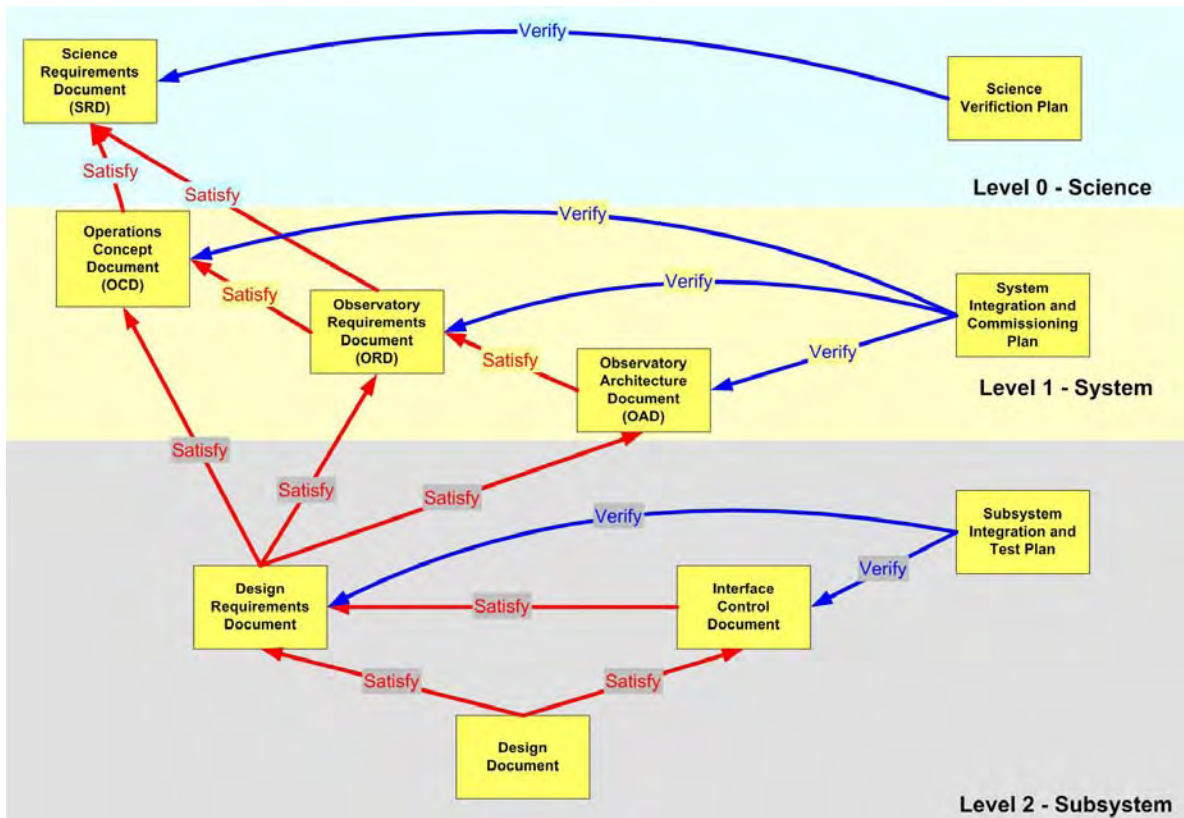 Verify
Science
Requirements
Document
(SRD)
Science
Verifiction Plan
Satisfy
Satisfy
Level 0 - Science
Operations
Concept
Document
(OCD)
Verify
Satisfy
Observatory
Requirements
Document
(ORD)
Verify
System
Integration and
Commissioning
Plan
Satisfy
Observatory
Architecture
Document
(OAD)
Verify
Level 1 - System
Satisfy
Satisfy
Satisfy
Verify
Subsystem
Integration and
Test Plan
Verify
Design
Requirements
Document
Satisfy
Interface
Control
Document
Satisfy
Satisfy
Design
Document
Level 2 - Subsystem